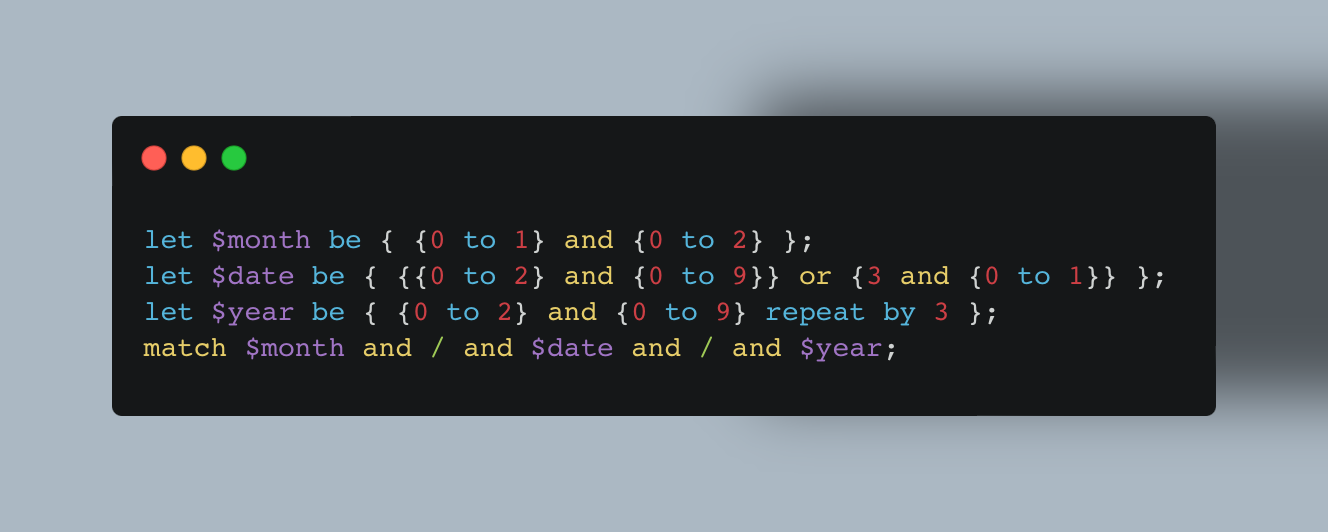 let $month be { {0 to 1} and {0 to 2} };
let $date be { {{0 to 2} and {0 to 9}} or {3 and {0 to 1}} };
let $year be { {0 to 2} and {0 to 9} repeat by 3 };
match $month and / and $date and / and $year;